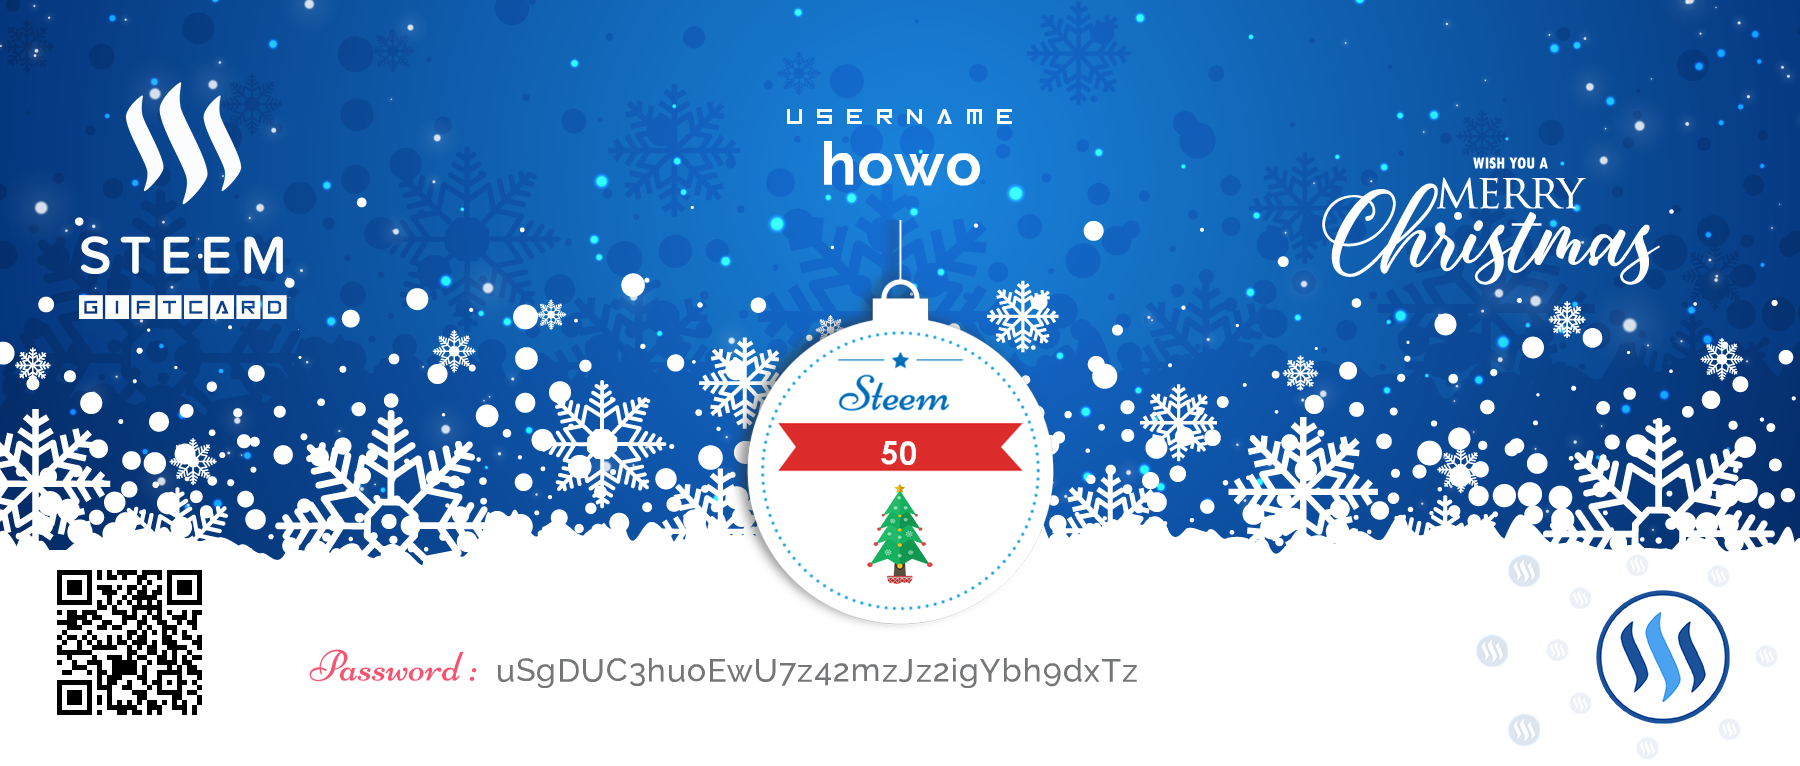 STEEM
GIFTCARD
USERNAME
howo
WISH YOU A
MERRY
Christmas
Steem
50
Password : uSgDUC3huoEwU7z42mzJz2igYbh9dxTz